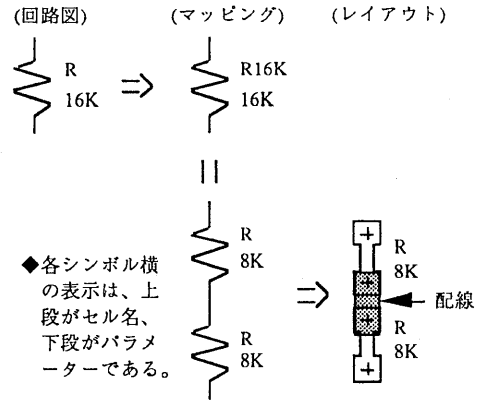 (回路図)
(マッピング)
(レイアウト)
R
16K
R16K
16K
R
8K
R
8K
R
8K
配線
R
8K
◆各シンボル横
の表示は、上
段がセル名、
下段がパラメ
ーターである。